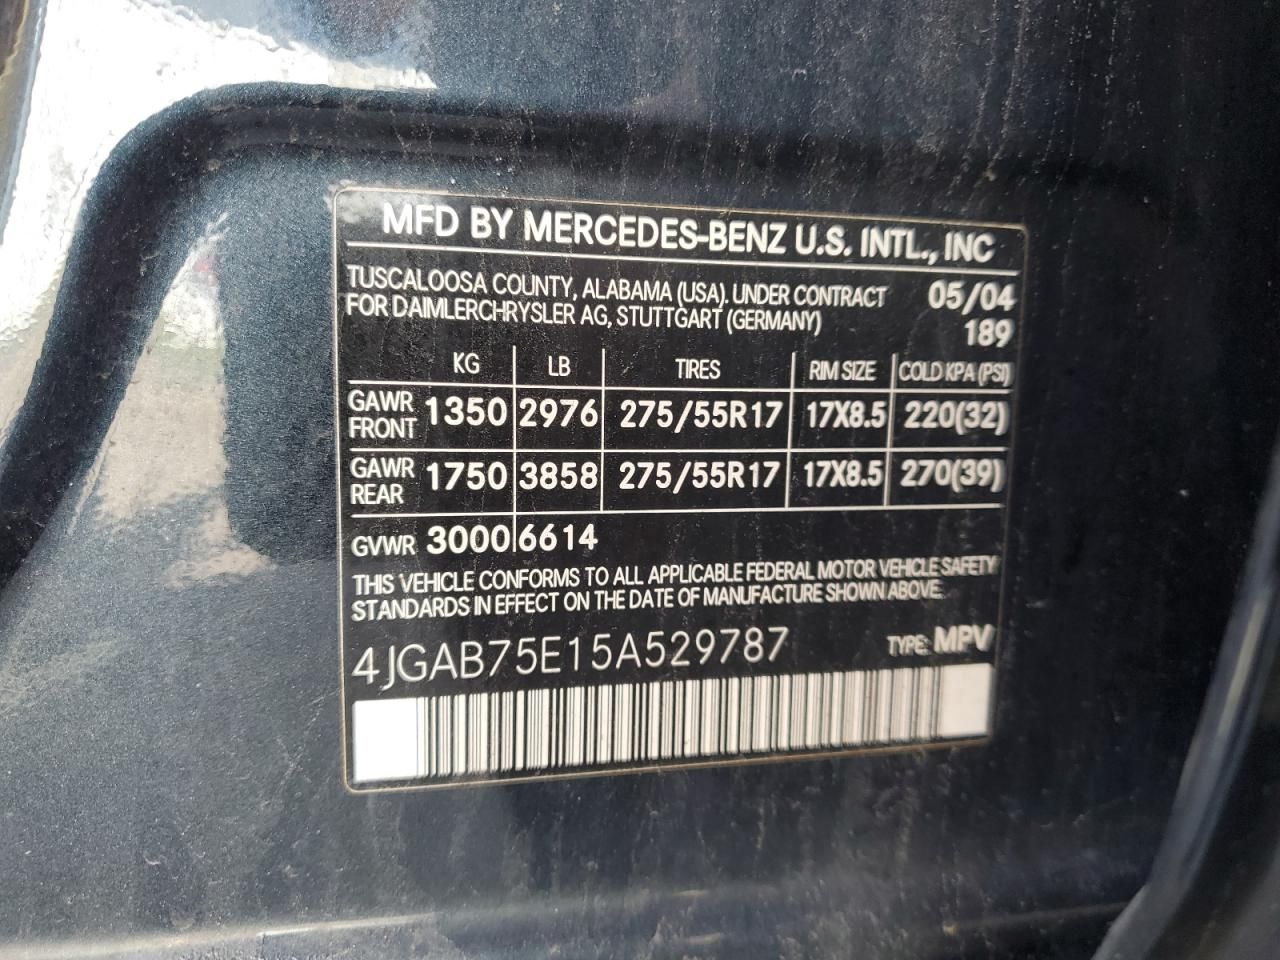 MFD BY MERCEDES-BENZ U.S. INTL., INC
TUSCALOOSA COUNTY, ALABAMA (USA). UNDER CONTRACT 05/04
FOR DAIMLERCHRYSLER AG, STUTTGART (GERMANY) 189
KG LB TIRES RIM SIZE COLD KPA (PSI)
GAWR FRONT 1350 2976 275/55R17 17X8.5 220(32)
GAWR REAR 1750 3858 275/55R17 17X8.5 270(39)
GVWR 3000 6614
THIS VEHICLE CONFORMS TO ALL APPLICABLE FEDERAL MOTOR VEHICLE SAFETY
STANDARDS IN EFFECT ON THE DATE OF MANUFACTURE SHOWN ABOVE.
4JGAB75E15A529787 TYPE: MPV